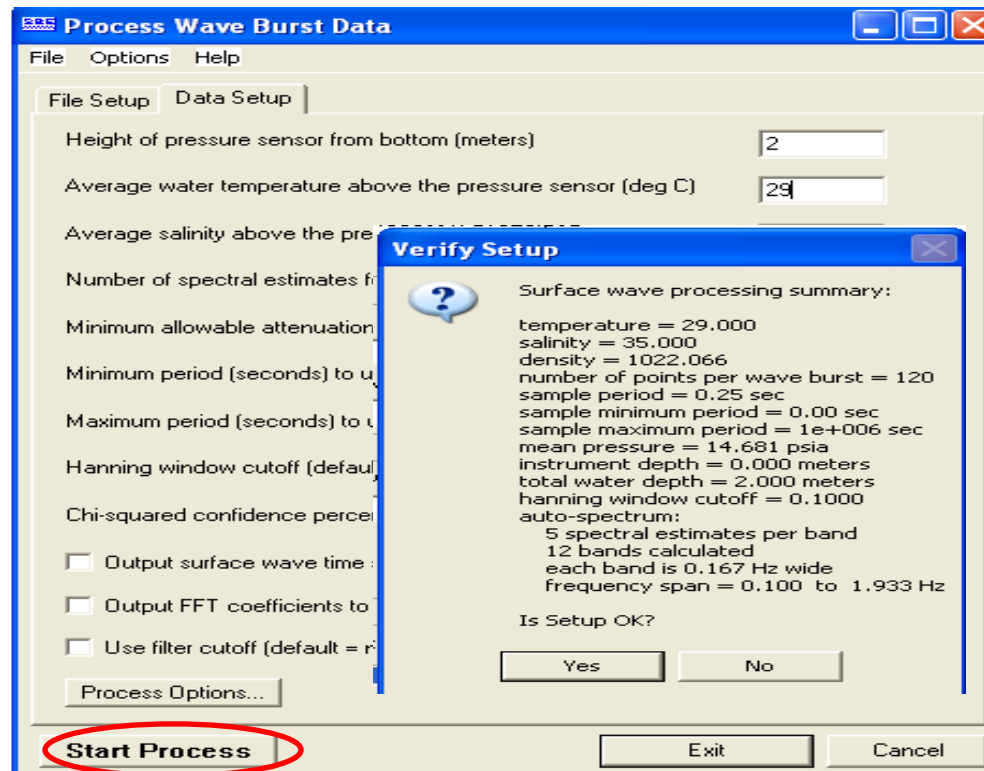 SBE Process Wave Burst Data
File Options Help
File Setup Data Setup
Height of pressure sensor from bottom (meters) 2
Average water temperature above the pressure sensor (deg C) 29
Average salinity above the
Number of spectral estimates
Minimum allowable attenuation
Minimum period (seconds) to
Maximum period (seconds) to
Hanning window cutoff
Chi-squared confidence
Output surface wave time
Output FFT coefficients to
Use filter cutoff (default =
Process Options...
Start Process Exit Cancel
Verify Setup
Surface wave processing summary:
temperature = 29.000
salinity = 35.000
density = 1022.066
number of points per wave burst = 120
sample period = 0.25 sec
sample minimum period = 0.00 sec
sample maximum period = 1e+006 sec
mean pressure = 14.681 psia
instrument depth = 0.000 meters
total water depth = 2.000 meters
hanning window cutoff = 0.1000
auto-spectrum:
5 spectral estimates per band
12 bands calculated
each band is 0.167 Hz wide
frequency span = 0.100 to 1.933 Hz
Is Setup OK?
Yes No